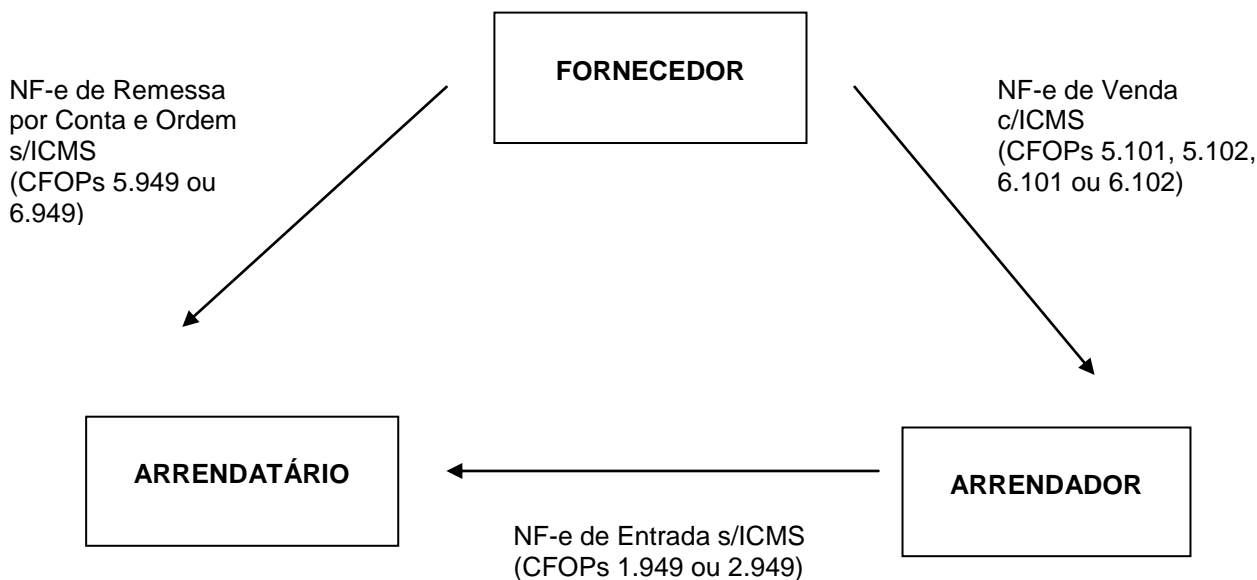 FORNECEDOR
NF-e de Remessa
por Conta e Ordem
s/ICMS
(CFOPs 5.949 ou
6.949)
NF-e de Venda
c/ICMS
(CFOPs 5.101, 5.102,
6.101 ou 6.102)
ARRENDATÁRIO
ARRENDADOR
NF-e de Entrada s/ICMS
(CFOPs 1.949 ou 2.949)